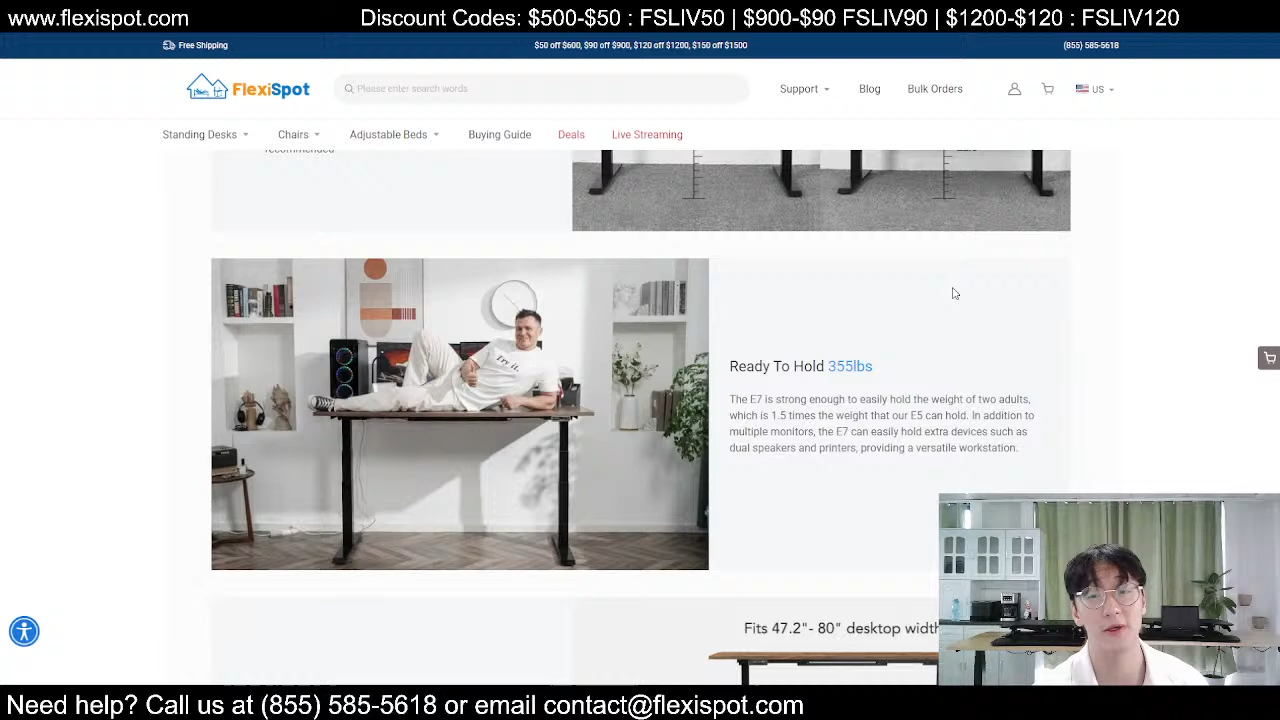 www.flexispot.com
Discount Codes: $500-$50 : FSLIV50 | $900-$90 FSLIV90 | $1200-$120 : FSLIV120
Free Shipping
$50 off $600, $90 off $900, $120 off $1200, $150 off $1500
(855) 585-5618
FlexiSpot
Please enter search words
Support
Blog
Bulk Orders
US
Standing Desks
Chairs
Adjustable Beds
Buying Guide
Deals
Live Streaming
recommended
Try it.
Ready To Hold 355lbs
The E7 is strong enough to easily hold the weight of two adults,
which is 1.5 times the weight that our E5 can hold. In addition to
multiple monitors, the E7 can easily hold extra devices such as
dual speakers and printers, providing a versatile workstation.
Fits 47.2"- 80" desktop width
Need help? Call us at (855) 585-5618 or email contact@flexispot.com